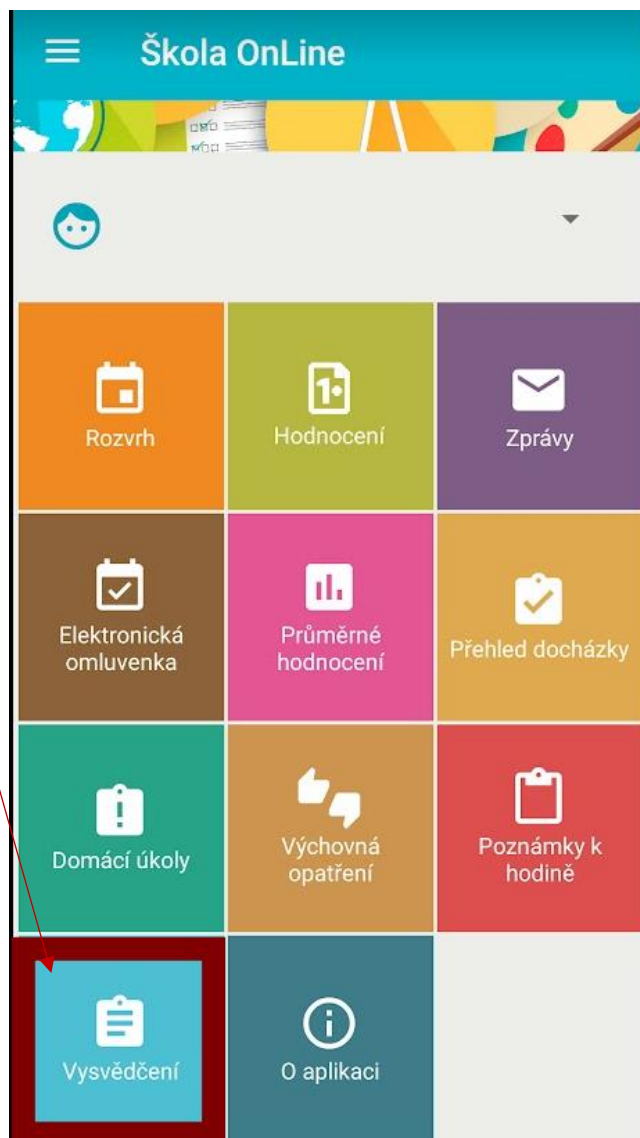 Škola OnLine
Rozvrh
Hodnocení
Zprávy
Elektronická
omluvenka
Průměrné
hodnocení
Přehled docházky
Domácí úkoly
Výchovná
opatření
Poznámky k
hodině
Vysvědčení
O aplikaci